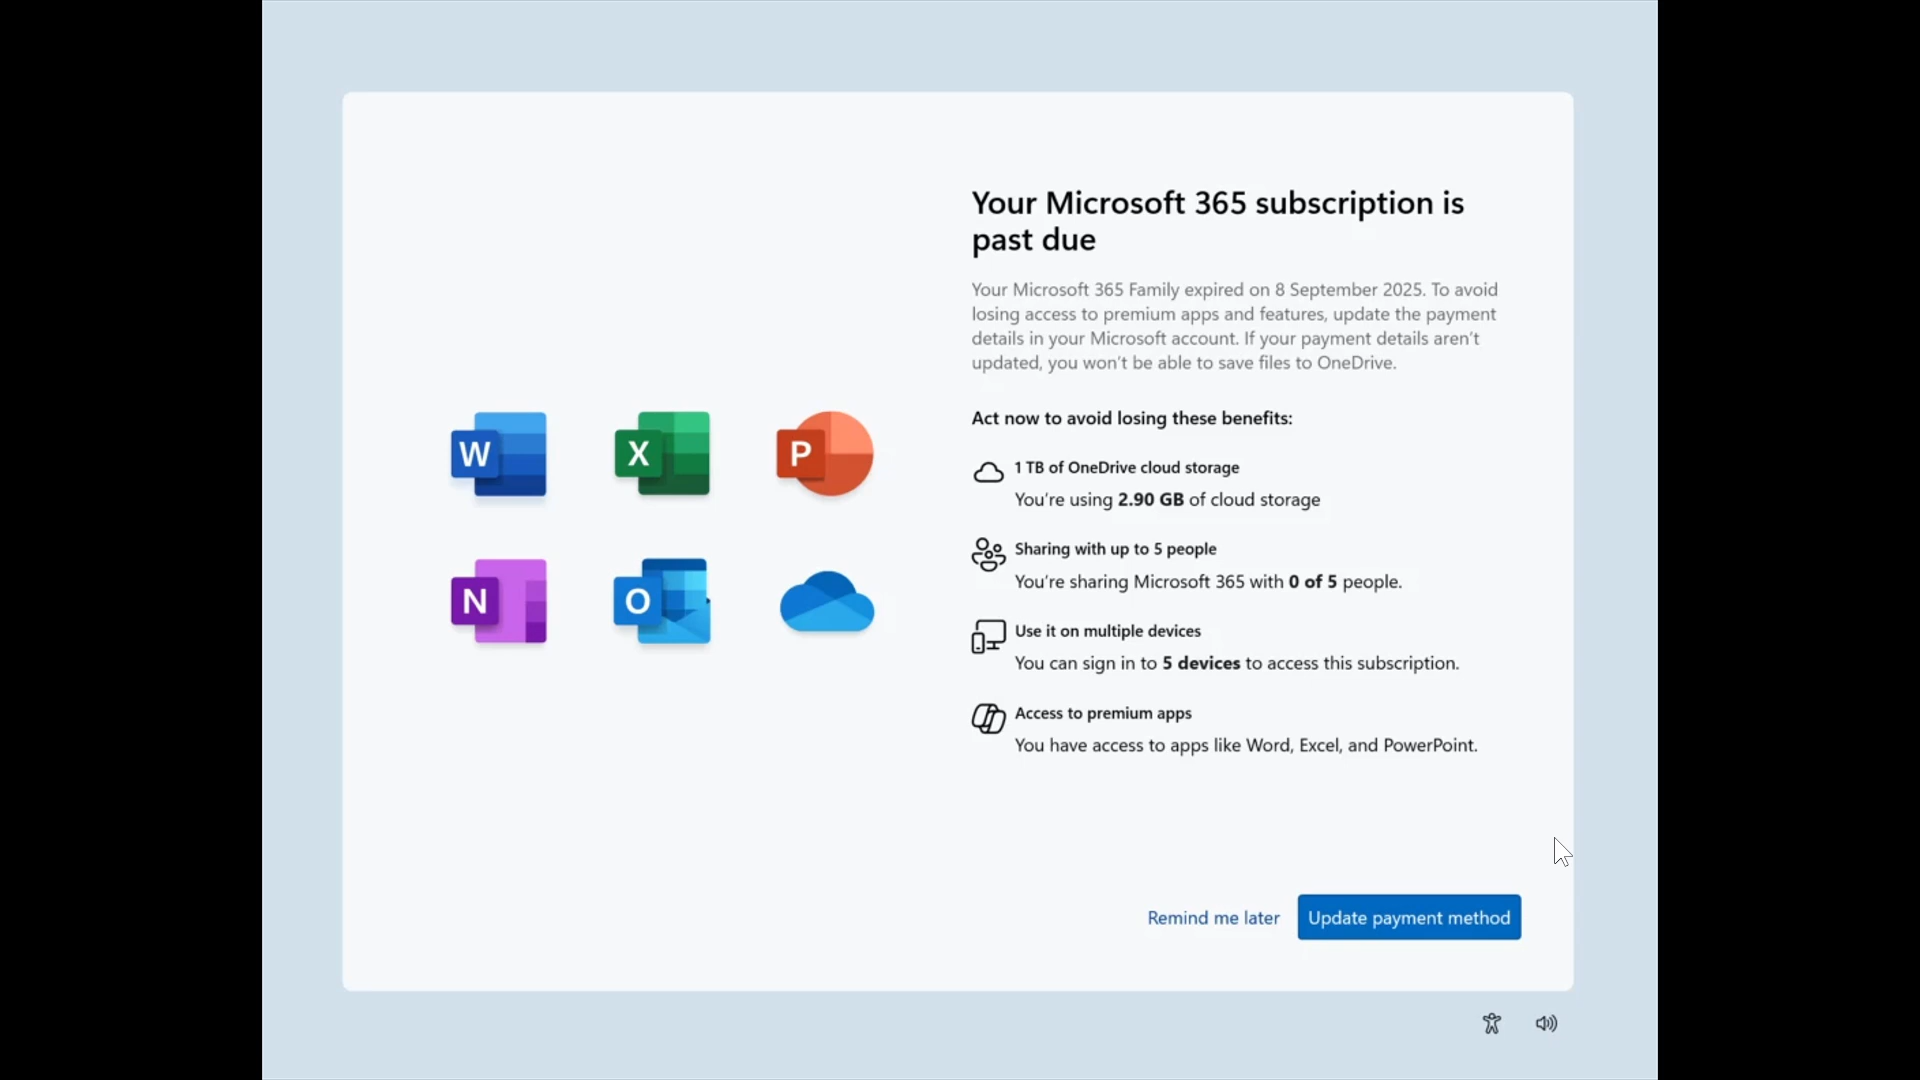 Your Microsoft 365 subscription is
past due
Your Microsoft 365 Family expired on 8 September 2025. To avoid
losing access to premium apps and features, update the payment
details in your Microsoft account. If your payment details aren't
updated, you won't be able to save files to OneDrive.
Act now to avoid losing these benefits:
1 TB of OneDrive cloud storage
You're using 2.90 GB of cloud storage
Sharing with up to 5 people
You're sharing Microsoft 365 with 0 of 5 people.
Use it on multiple devices
You can sign in to 5 devices to access this subscription.
Access to premium apps
You have access to apps like Word, Excel, and PowerPoint.
W
X
P
N
O
Remind me later
Update payment method